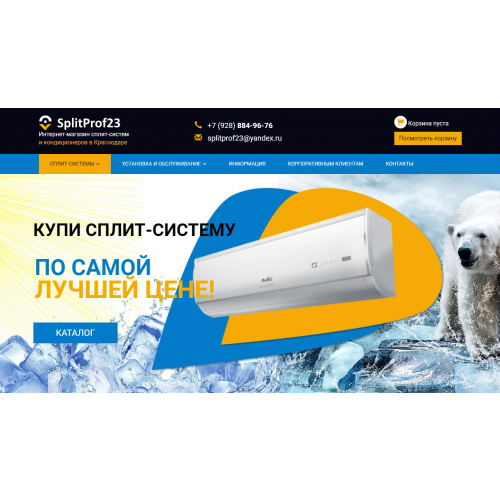 SplitProf23
Интернет-магазин сплит-систем
и кондиционеров в Краснодаре
+7 (928) 884-96-76
splitprof23@yandex.ru
Корзина пуста
Посмотреть корзину
СПЛИТ-СИСТЕМЫ
УСТАНОВКА И ОБСЛУЖИВАНИЕ
ИНФОРМАЦИЯ
КОРПОРАТИВНЫМ КЛИЕНТАМ
КОНТАКТЫ
КУПИ СПЛИТ-СИСТЕМУ
ПО САМОЙ
ЛУЧШЕЙ ЦЕНЕ!
Ballu
КАТАЛОГ